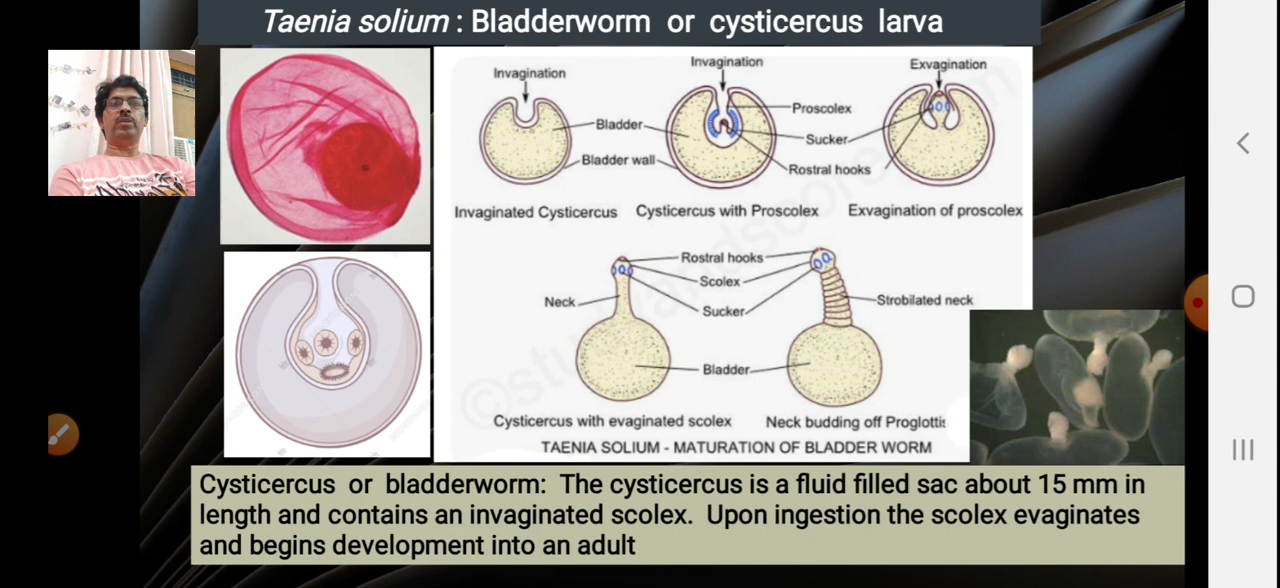 Taenia solium : Bladderworm or cysticercus larva
Invagination
Invagination
Exvagination
Proscolex
Bladder
Sucker
Bladder wall
Rostral hooks
Invaginated Cysticercus
Cysticercus with Proscolex
Exvagination of proscolex
Rostral hooks
Scolex
Neck
Sucker
Strobilated neck
Bladder
Cysticercus with evaginated scolex
Neck budding off Proglottis
TAENIA SOLIUM - MATURATION OF BLADDER WORM
Cysticercus or bladderworm: The cysticercus is a fluid filled sac about 15 mm in
length and contains an invaginated scolex. Upon ingestion the scolex evaginates
and begins development into an adult